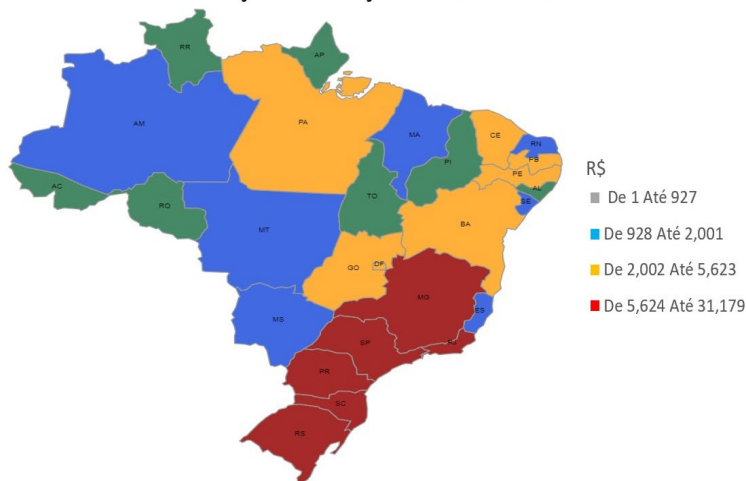 RR
AP
AM
PA
MA
CE
RN
PB
PI
PE
AL
SE
AC
TO
RO
BA
MT
GO
DF
MG
ES
MS
SP
RJ
PR
SC
RS
R$
De 1 Até 927
De 928 Até 2,001
De 2,002 Até 5,623
De 5,624 Até 31,179